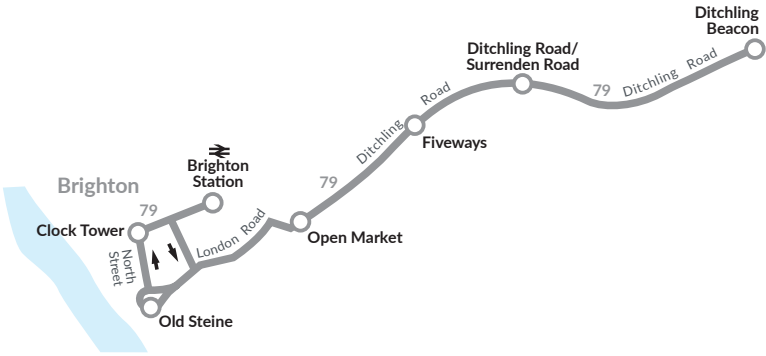 Ditchling
Beacon
Ditchling Road/
Surrenden Road
Ditchling Road
79
Road
Ditchling
Fiveways
79
Brighton
Station
Brighton
79
Clock Tower
London Road
Open Market
North
Street
Old Steine